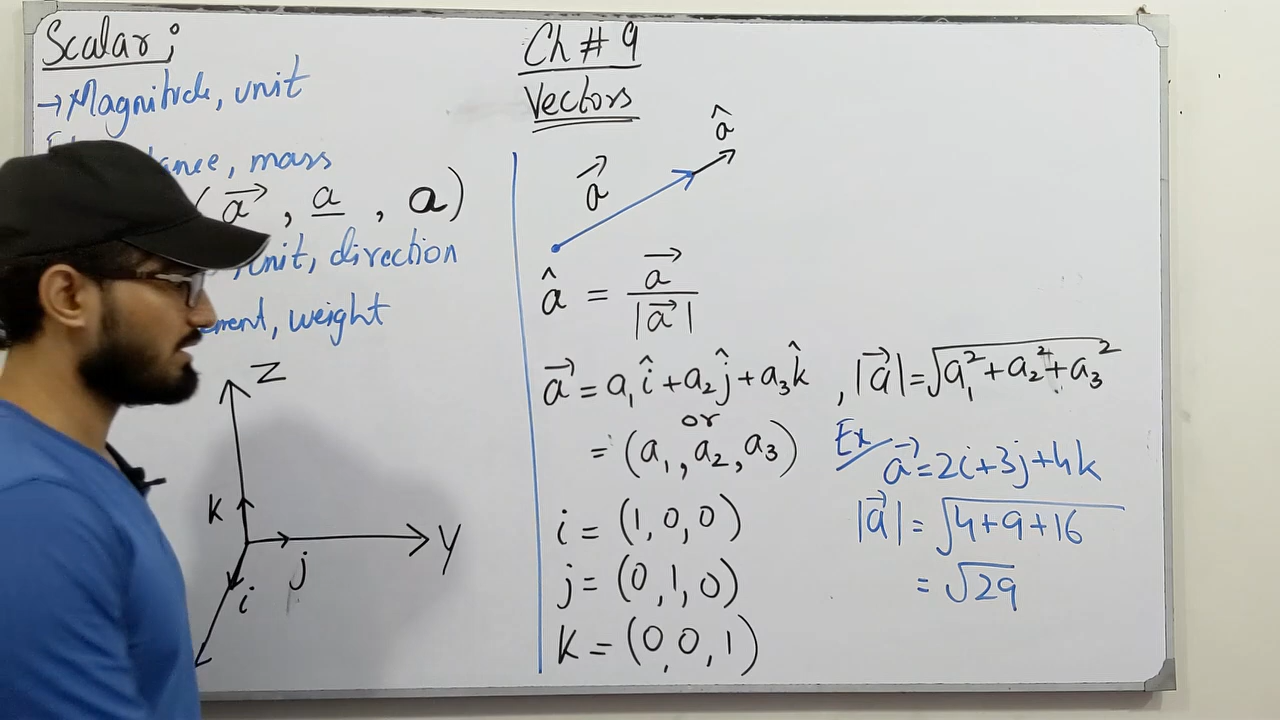 Scalar ;
→ Magnitude, unit
mass
( a⃗ , a̲ , a )
unit, direction
weight
Z
k
Y
j
i
Ch # 9
Vectors
â
a⃗
â = a⃗ / |a⃗|
a⃗ = a₁î + a₂ĵ + a₃k̂ , |a⃗| = √(a₁² + a₂² + a₃²)
or
= (a₁, a₂, a₃)
i = (1, 0, 0)
j = (0, 1, 0)
k = (0, 0, 1)
Ex
a⃗ = 2i + 3j + 4k
|a⃗| = √(4 + 9 + 16)
= √29